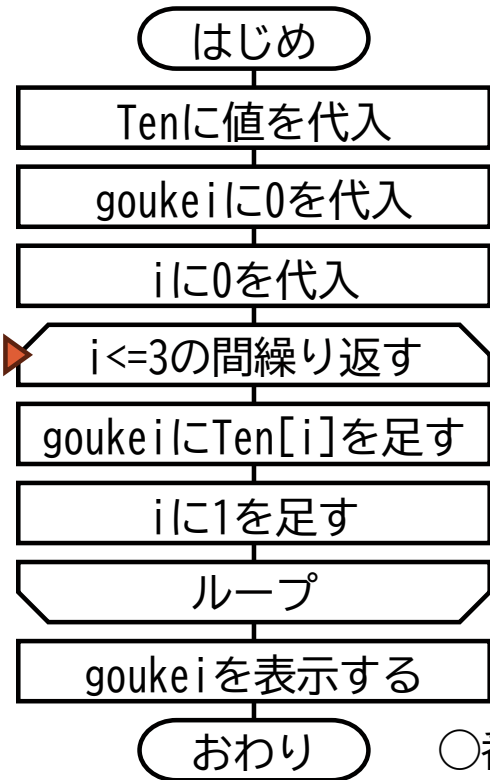 はじめ
Tenに値を代入
goukeiに0を代入
iに0を代入
i<=3の間繰り返す
goukeiにTen[i]を足す
iに1を足す
ループ
goukeiを表示する
おわり